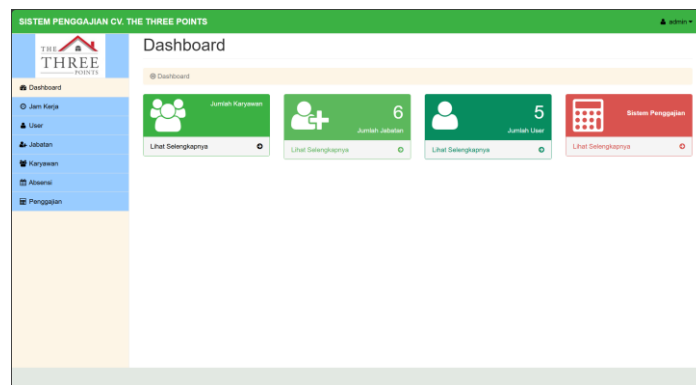 SISTEM PENGGAJIAN CV. THE THREE POINTS
admin
THE
THREE
POINTS
Dashboard
Dashboard
Dashboard
Jam Kerja
User
Jabatan
Karyawan
Absensi
Penggajian
Jumlah Karyawan
Lihat Selengkapnya
6
Jumlah Jabatan
Lihat Selengkapnya
5
Jumlah User
Lihat Selengkapnya
Sistem Penggajian
Lihat Selengkapnya